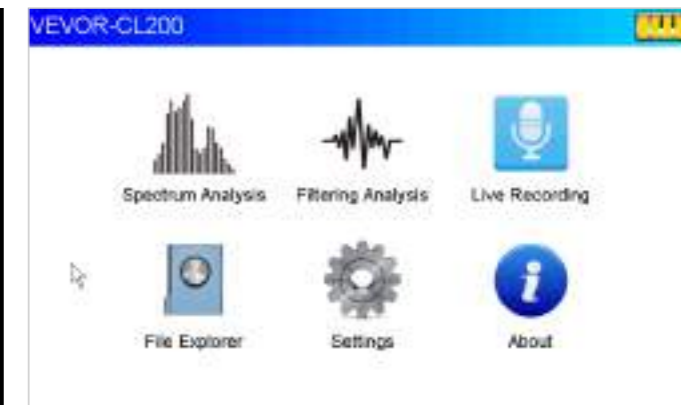 VEVOR-CL200
Spectrum Analysis
Filtering Analysis
Live Recording
File Explorer
Settings
About